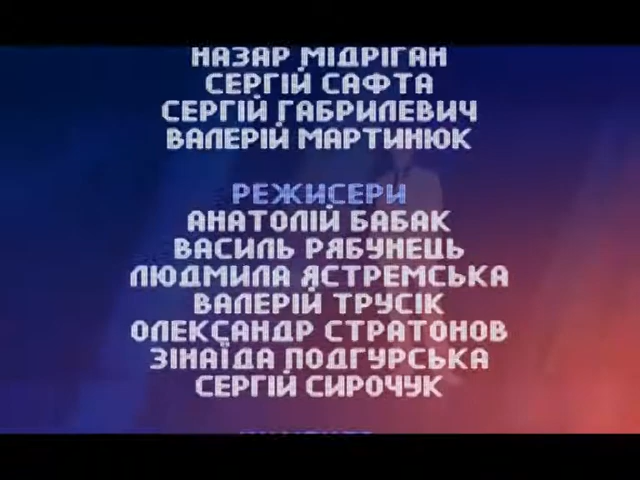 НАЗАР МІДРІГАН
СЕРГІЙ САФТА
СЕРГІЙ ГАБРИЛЕВИЧ
ВАЛЕРІЙ МАРТИНЮК
РЕЖИСЕРИ
АНАТОЛІЙ БАБАК
ВАСИЛЬ РЯБУНЕЦЬ
ЛЮДМИЛА ЯСТРЕМСЬКА
ВАЛЕРІЙ ТРУСІК
ОЛЕКСАНДР СТРАТОНОВ
ЗІНАЇДА ПОДГУРСЬКА
СЕРГІЙ СИРОЧУК